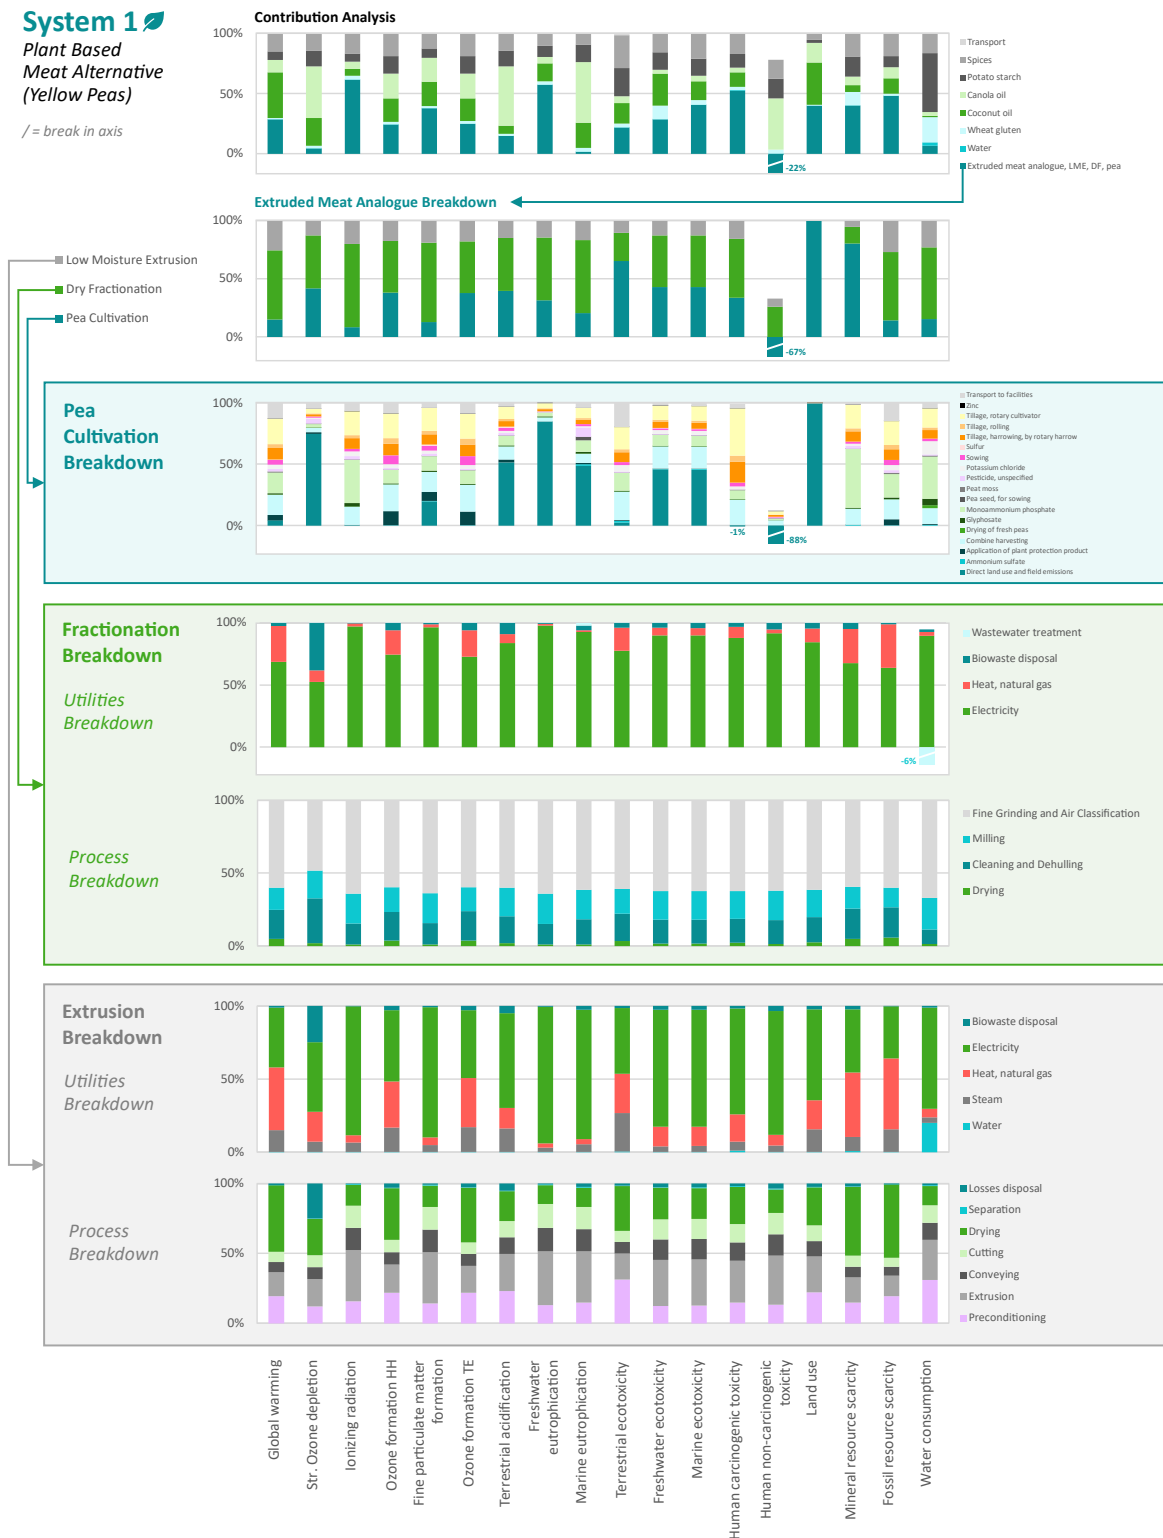 System 1
Plant Based
Meat Alternative
(Yellow Peas)
/ = break in axis
Contribution Analysis
100%
50%
0%
-22%
Transport
Spices
Potato starch
Canola oil
Coconut oil
Wheat gluten
Water
Extruded meat analogue, LME, DF, pea
Extruded Meat Analogue Breakdown
100%
50%
0%
-67%
Low Moisture Extrusion
Dry Fractionation
Pea Cultivation
Pea
Cultivation
Breakdown
100%
50%
0%
-1%
-88%
Transport to facilities
Zinc
Tillage, rotary cultivator
Tillage, rolling
Tillage, harrowing, by rotary harrow
Sulfur
Sowing
Potassium chloride
Pesticide, unspecified
Peat moss
Pea seed, for sowing
Monoammonium phosphate
Glyphosate
Drying of fresh peas
Combine harvesting
Application of plant protection product
Ammonium sulfate
Direct land use and field emissions
Fractionation
Breakdown
Utilities
Breakdown
100%
50%
0%
-6%
Wastewater treatment
Biowaste disposal
Heat, natural gas
Electricity
Process
Breakdown
100%
50%
0%
Fine Grinding and Air Classification
Milling
Cleaning and Dehulling
Drying
Extrusion
Breakdown
Utilities
Breakdown
100%
50%
0%
Biowaste disposal
Electricity
Heat, natural gas
Steam
Water
Process
Breakdown
100%
50%
0%
Losses disposal
Separation
Drying
Cutting
Conveying
Extrusion
Preconditioning
Global warming
Str. Ozone depletion
Ionizing radiation
Ozone formation HH
Fine particulate matter
formation
Ozone formation TE
Terrestrial acidification
Freshwater
eutrophication
Marine eutrophication
Terrestrial ecotoxicity
Freshwater ecotoxicity
Marine ecotoxicity
Human carcinogenic toxicity
Human non-carcinogenic
toxicity
Land use
Mineral resource scarcity
Fossil resource scarcity
Water consumption